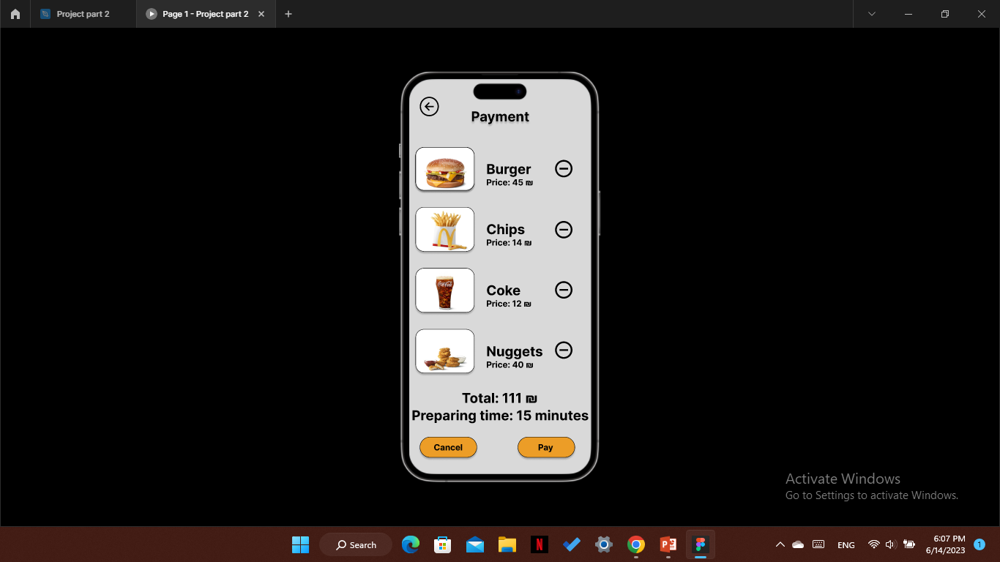 Project part 2
Page 1 - Project part 2
Payment
Burger
Price: 45 ₪
Chips
Price: 14 ₪
Coke
Price: 12 ₪
Nuggets
Price: 40 ₪
Total: 111 ₪
Preparing time: 15 minutes
Cancel
Pay
Activate Windows
Go to Settings to activate Windows.
Search
ENG
6:07 PM
6/14/2023
1